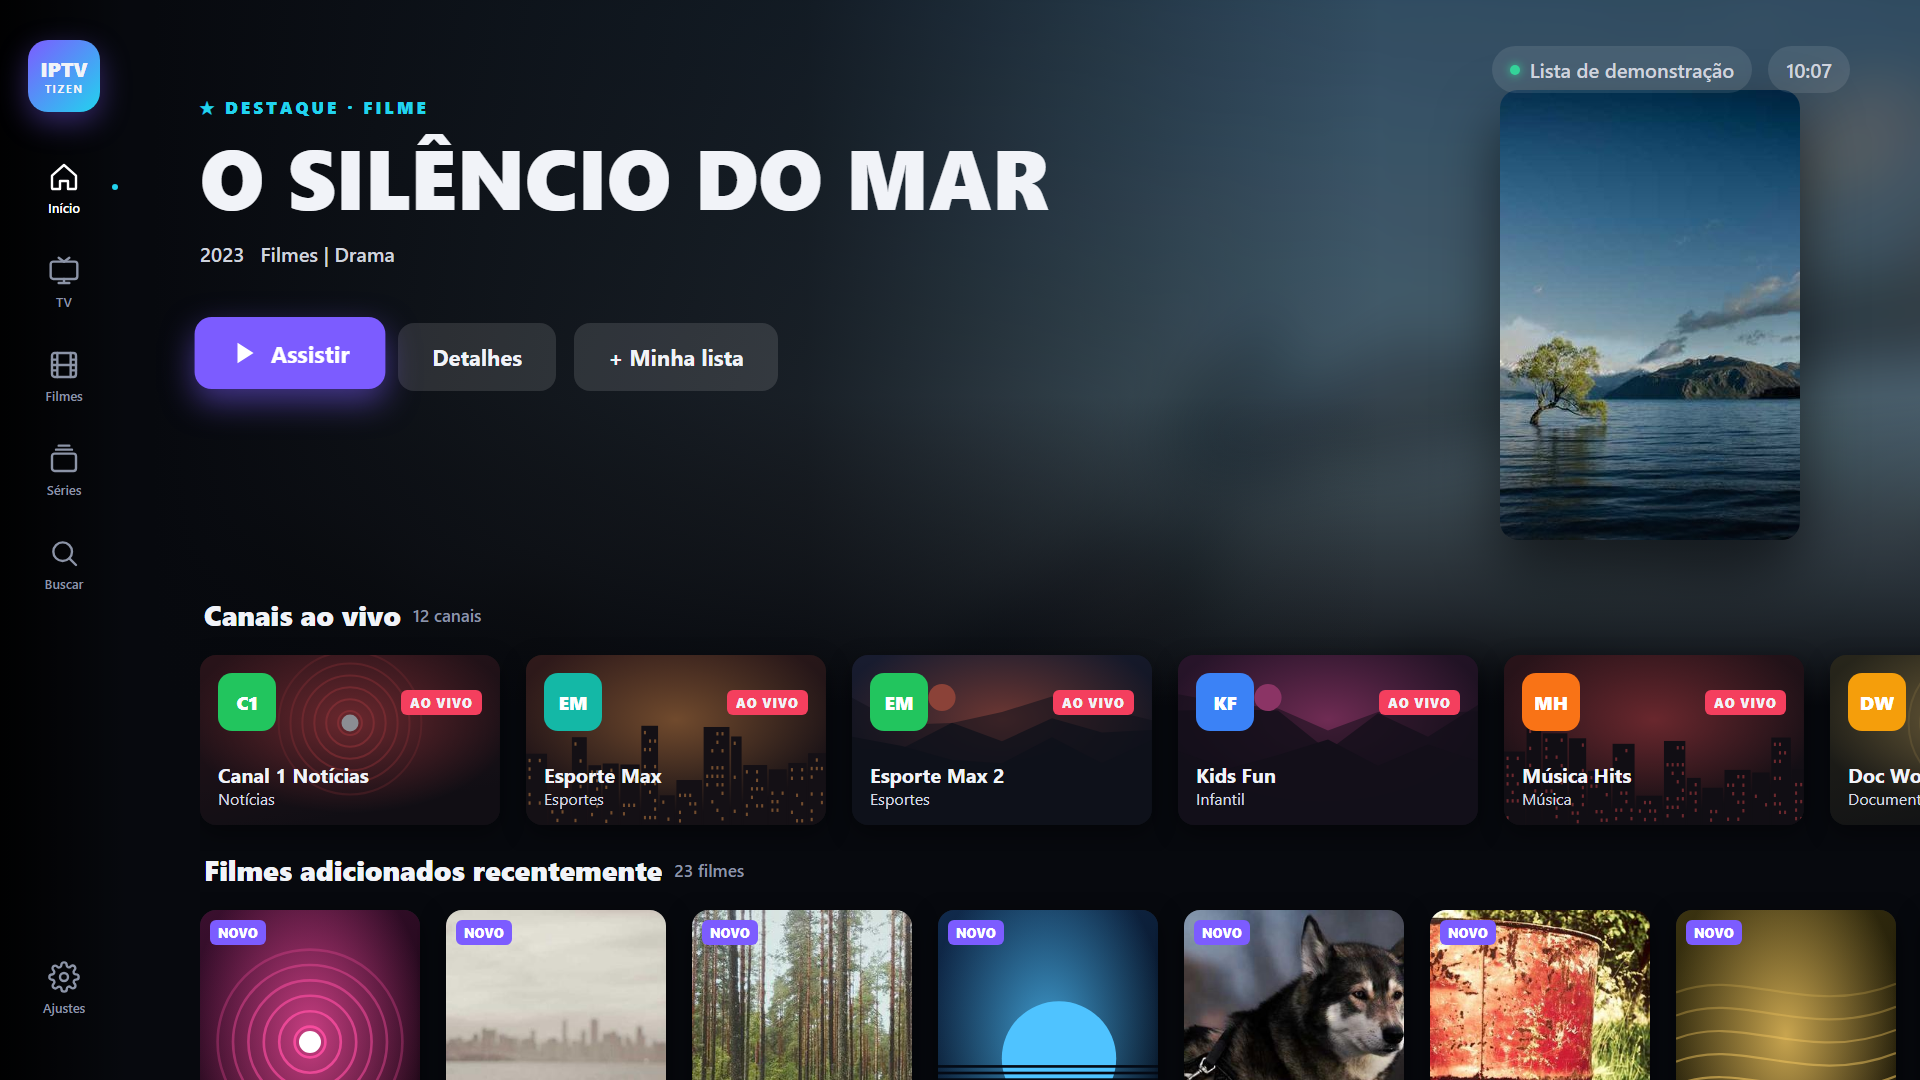 IPTV
TIZEN
Início
TV
Filmes
Séries
Buscar
Ajustes
Lista de demonstração
10:07
★ DESTAQUE · FILME
O SILÊNCIO DO MAR
2023 Filmes | Drama
Assistir
Detalhes
+ Minha lista
Canais ao vivo 12 canais
C1
AO VIVO
Canal 1 Notícias
Notícias
EM
AO VIVO
Esporte Max
Esportes
EM
AO VIVO
Esporte Max 2
Esportes
KF
AO VIVO
Kids Fun
Infantil
MH
AO VIVO
Música Hits
Música
DW
Doc Wo
Document
Filmes adicionados recentemente 23 filmes
NOVO
NOVO
NOVO
NOVO
NOVO
NOVO
NOVO